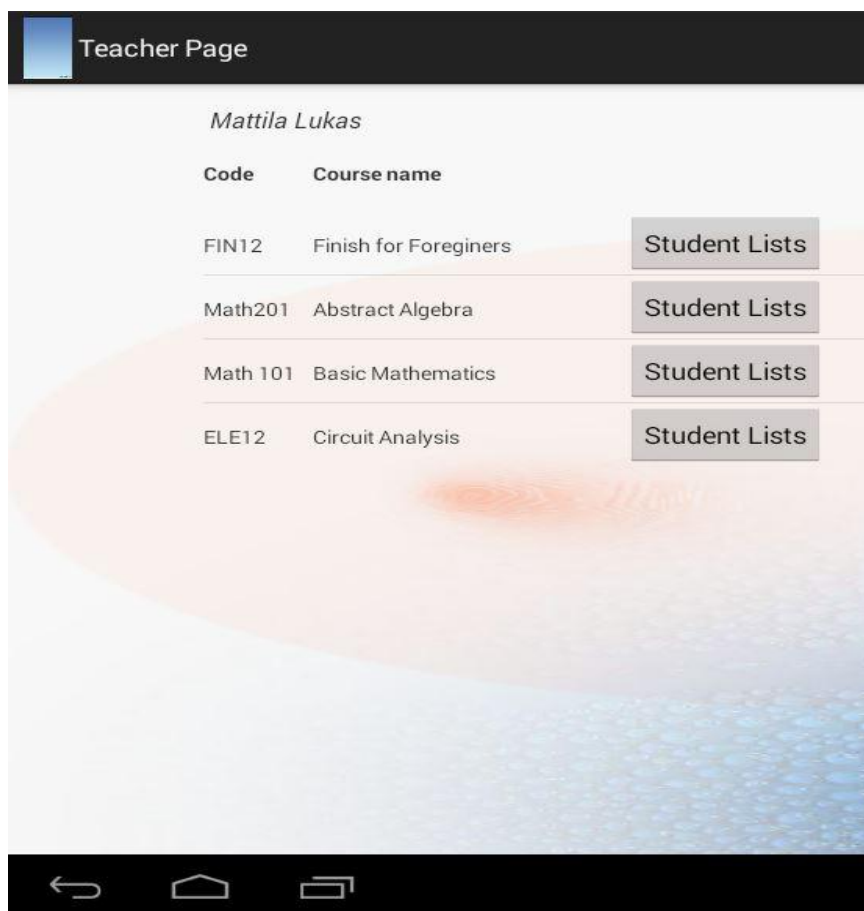 Teacher Page
Mattila Lukas
Code Course name
FIN12 Finish for Foreginers Student Lists
Math201 Abstract Algebra Student Lists
Math 101 Basic Mathematics Student Lists
ELE12 Circuit Analysis Student Lists